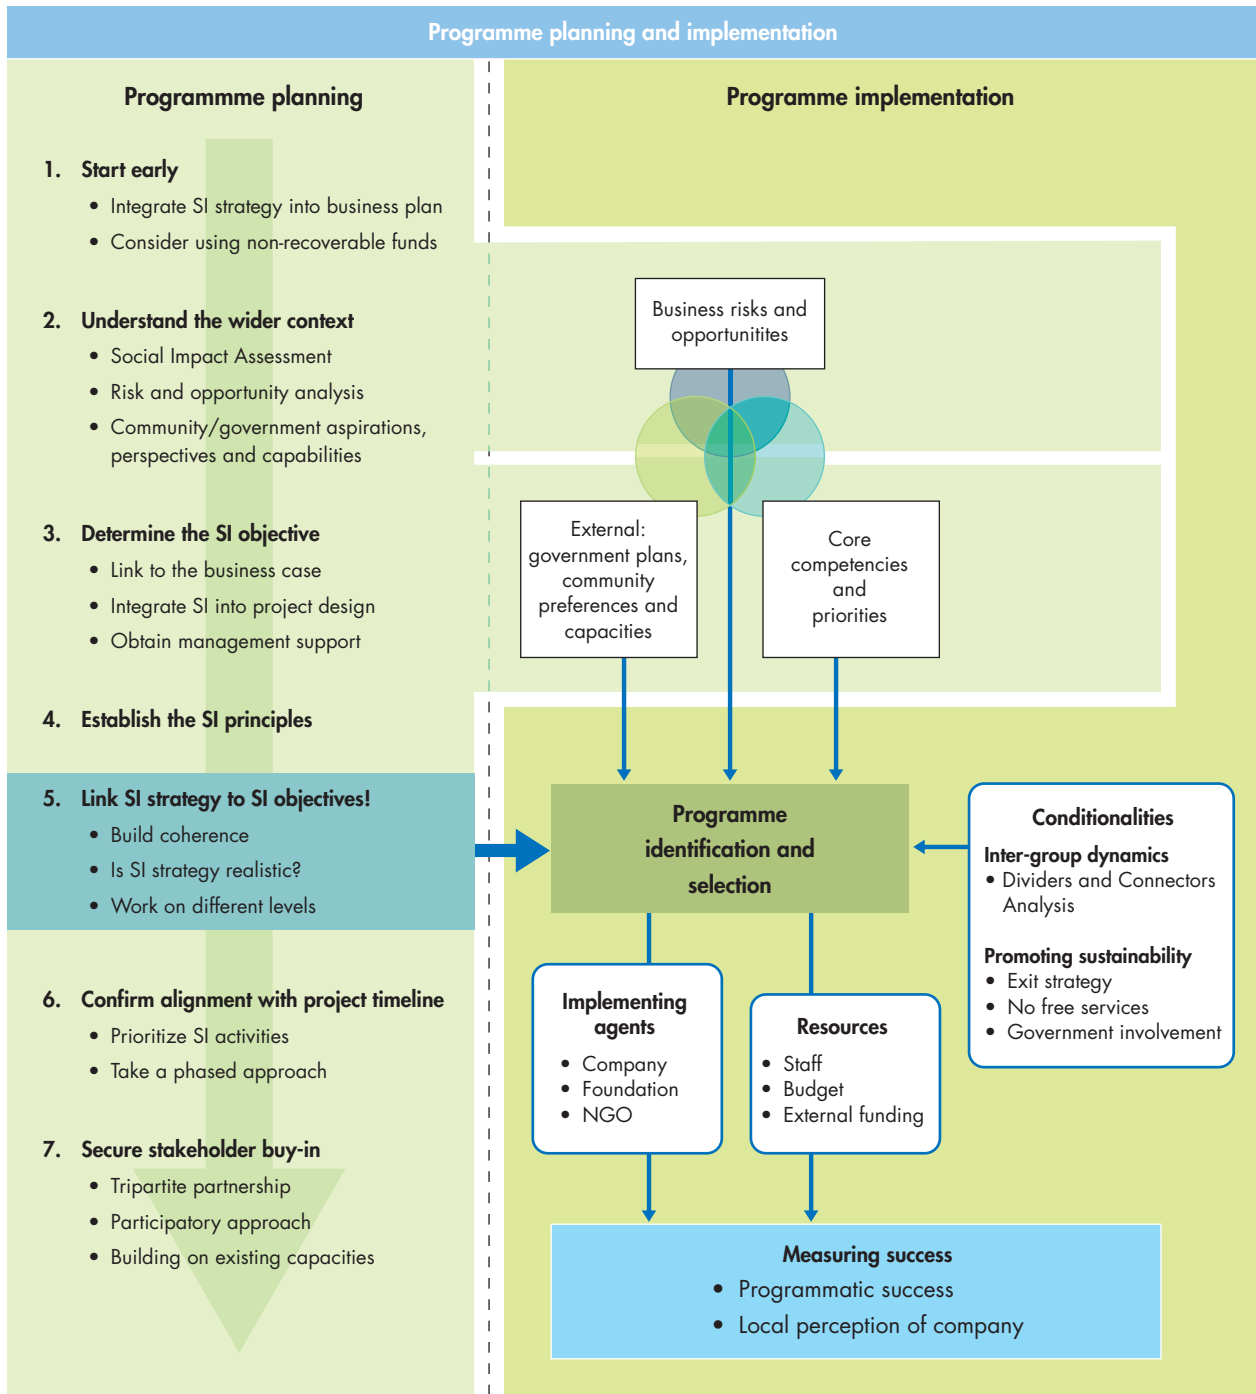 Programme planning and implementation
Programmme planning
1. Start early
• Integrate SI strategy into business plan
• Consider using non-recoverable funds
2. Understand the wider context
• Social Impact Assessment
• Risk and opportunity analysis
• Community/government aspirations,
perspectives and capabilities
3. Determine the SI objective
• Link to the business case
• Integrate SI into project design
• Obtain management support
4. Establish the SI principles
5. Link SI strategy to SI objectives!
• Build coherence
• Is SI strategy realistic?
• Work on different levels
6. Confirm alignment with project timeline
• Prioritize SI activities
• Take a phased approach
7. Secure stakeholder buy-in
• Tripartite partnership
• Participatory approach
• Building on existing capacities
Programme implementation
Business risks and
opportunitites
External:
government plans,
community
preferences and
capacities
Core
competencies
and
priorities
Programme
identification and
selection
Conditionalities
Inter-group dynamics
• Dividers and Connectors
Analysis
Promoting sustainability
• Exit strategy
• No free services
• Government involvement
Implementing
agents
• Company
• Foundation
• NGO
Resources
• Staff
• Budget
• External funding
Measuring success
• Programmatic success
• Local perception of company